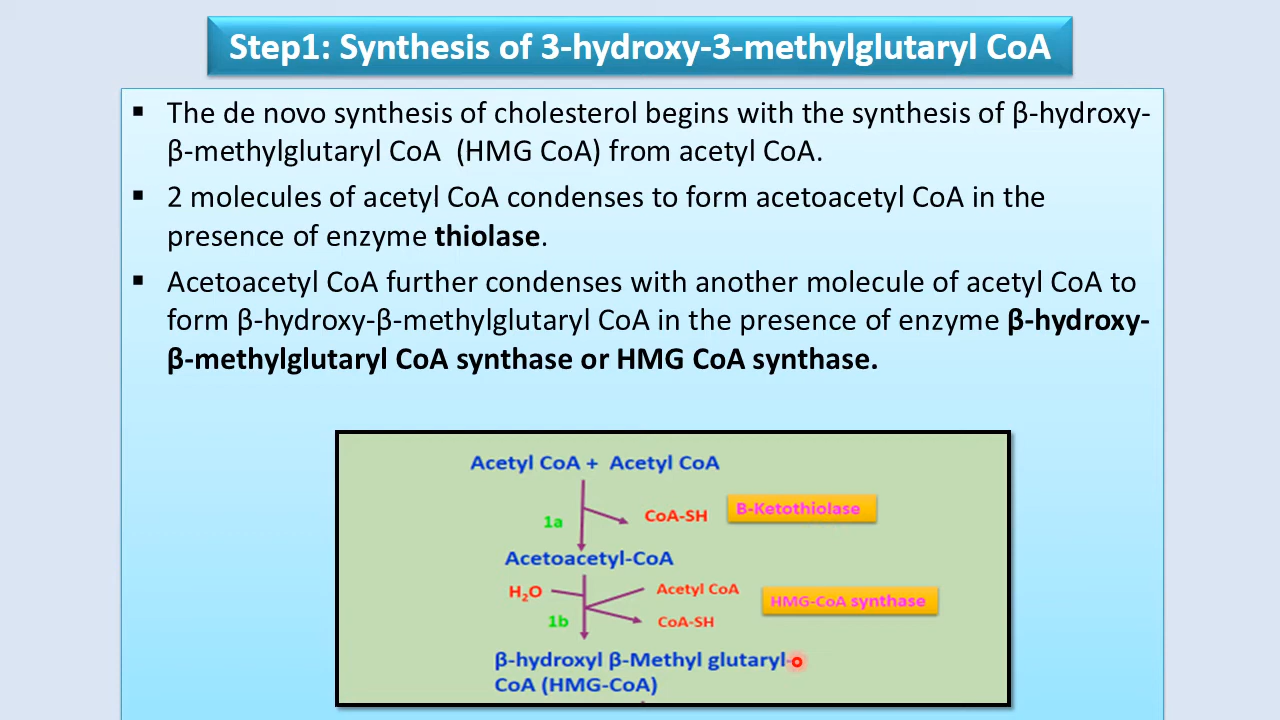 Step1: Synthesis of 3-hydroxy-3-methylglutaryl CoA
▪ The de novo synthesis of cholesterol begins with the synthesis of β-hydroxy-
β-methylglutaryl CoA (HMG CoA) from acetyl CoA.
▪ 2 molecules of acetyl CoA condenses to form acetoacetyl CoA in the
presence of enzyme thiolase.
▪ Acetoacetyl CoA further condenses with another molecule of acetyl CoA to
form β-hydroxy-β-methylglutaryl CoA in the presence of enzyme β-hydroxy-
β-methylglutaryl CoA synthase or HMG CoA synthase.
Acetyl CoA + Acetyl CoA
1a
CoA-SH
B-Ketothiolase
Acetoacetyl-CoA
H₂O
Acetyl CoA
HMG-CoA synthase
1b
CoA-SH
β-hydroxyl β-Methyl glutaryl-
CoA (HMG-CoA)